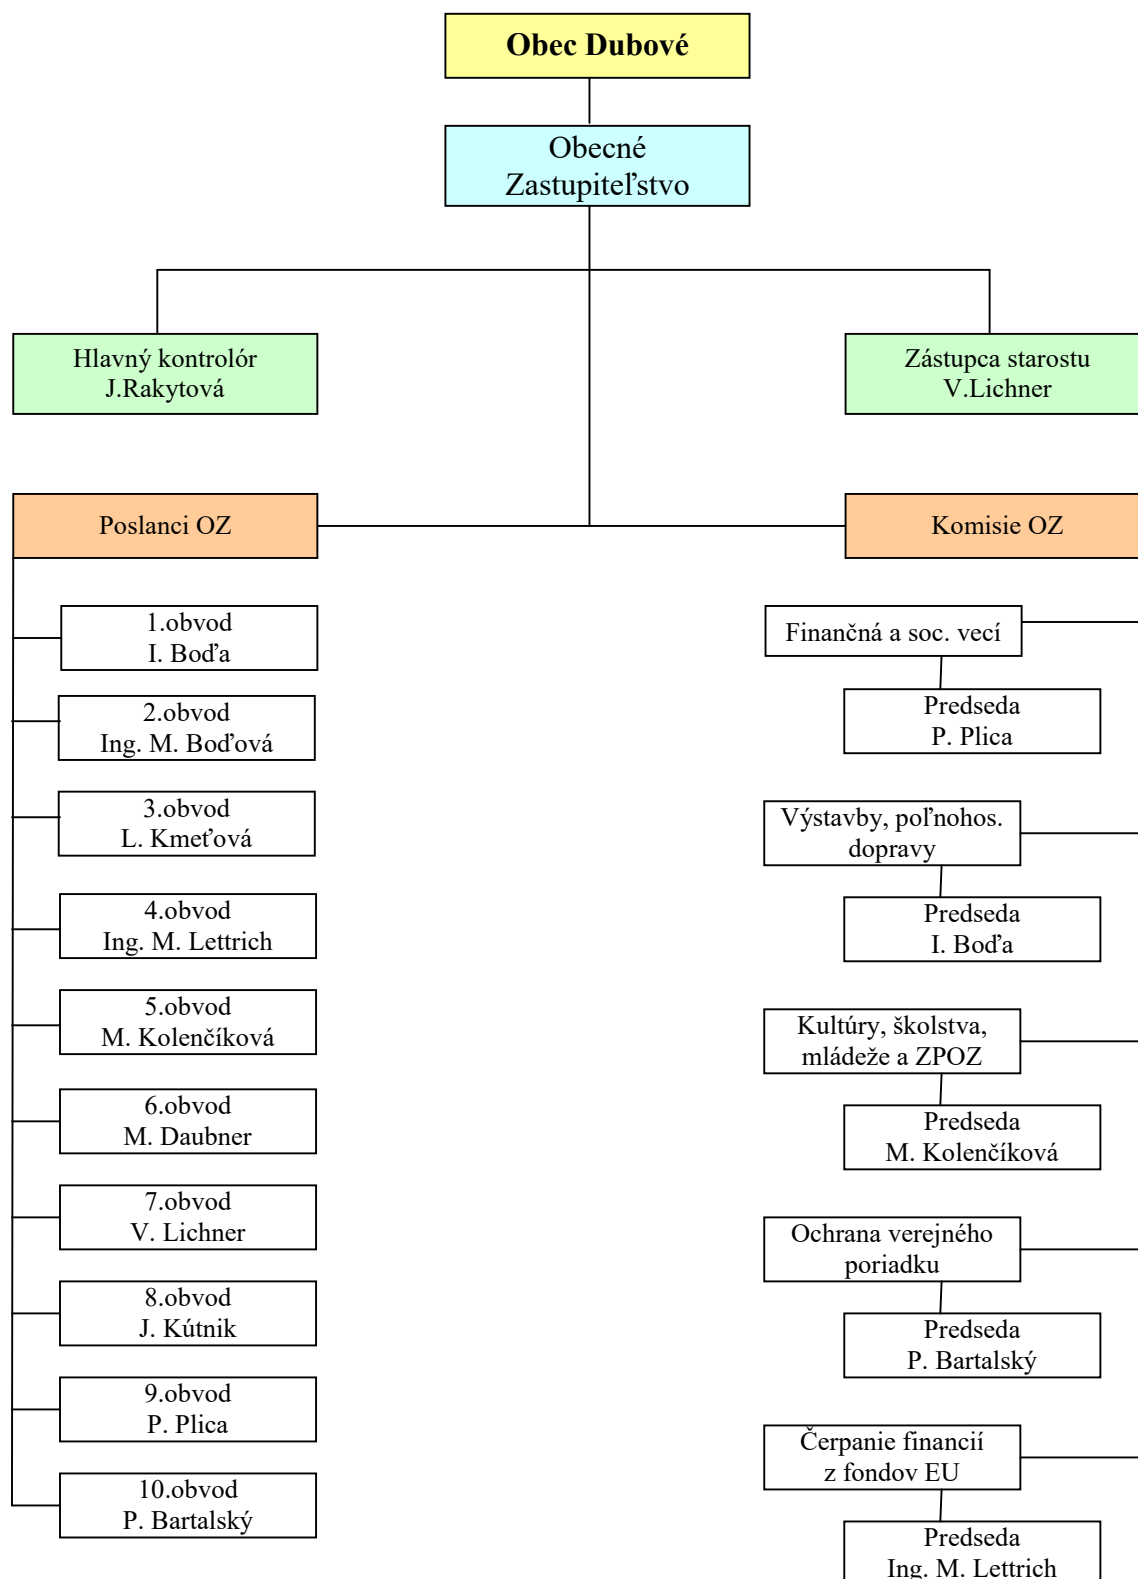 Obec Dubové
Obecné
Zastupiteľstvo
Hlavný kontrolór
J.Rakytová
Zástupca starostu
V.Lichner
Poslanci OZ
Komisie OZ
1.obvod
I. Boďa
2.obvod
Ing. M. Boďová
3.obvod
L. Kmeťová
4.obvod
Ing. M. Lettrich
5.obvod
M. Kolenčíková
6.obvod
M. Daubner
7.obvod
V. Lichner
8.obvod
J. Kútnik
9.obvod
P. Plica
10.obvod
P. Bartalský
Finančná a soc. vecí
Predseda
P. Plica
Výstavby, poľnohos.
dopravy
Predseda
I. Boďa
Kultúry, školstva,
mládeže a ZPOZ
Predseda
M. Kolenčíková
Ochrana verejného
poriadku
Predseda
P. Bartalský
Čerpanie financií
z fondov EU
Predseda
Ing. M. Lettrich